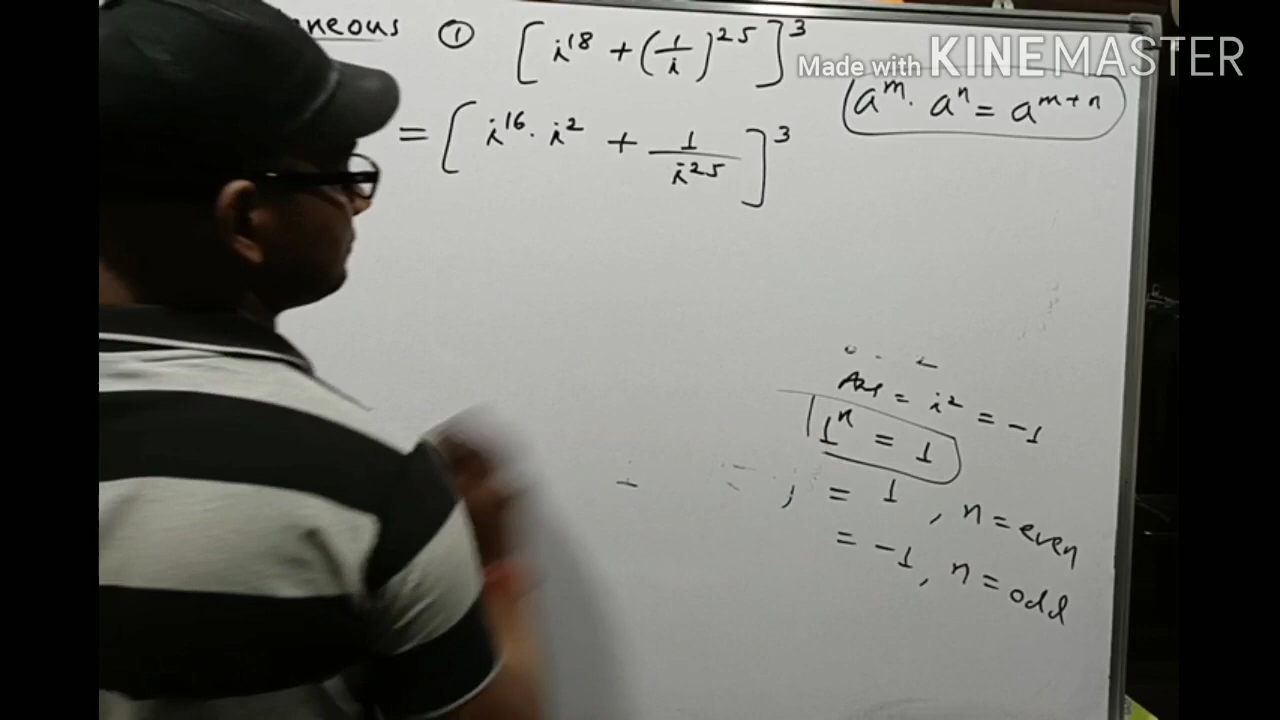 neous ① [i¹⁸ + (1/i)²⁵]³
Made with KINEMASTER
aᵐ · aⁿ = aᵐ⁺ⁿ
= [i¹⁶ · i² + 1/i²⁵]³
= i² = -1
1ⁿ = 1
= 1, n = even
= -1, n = odd